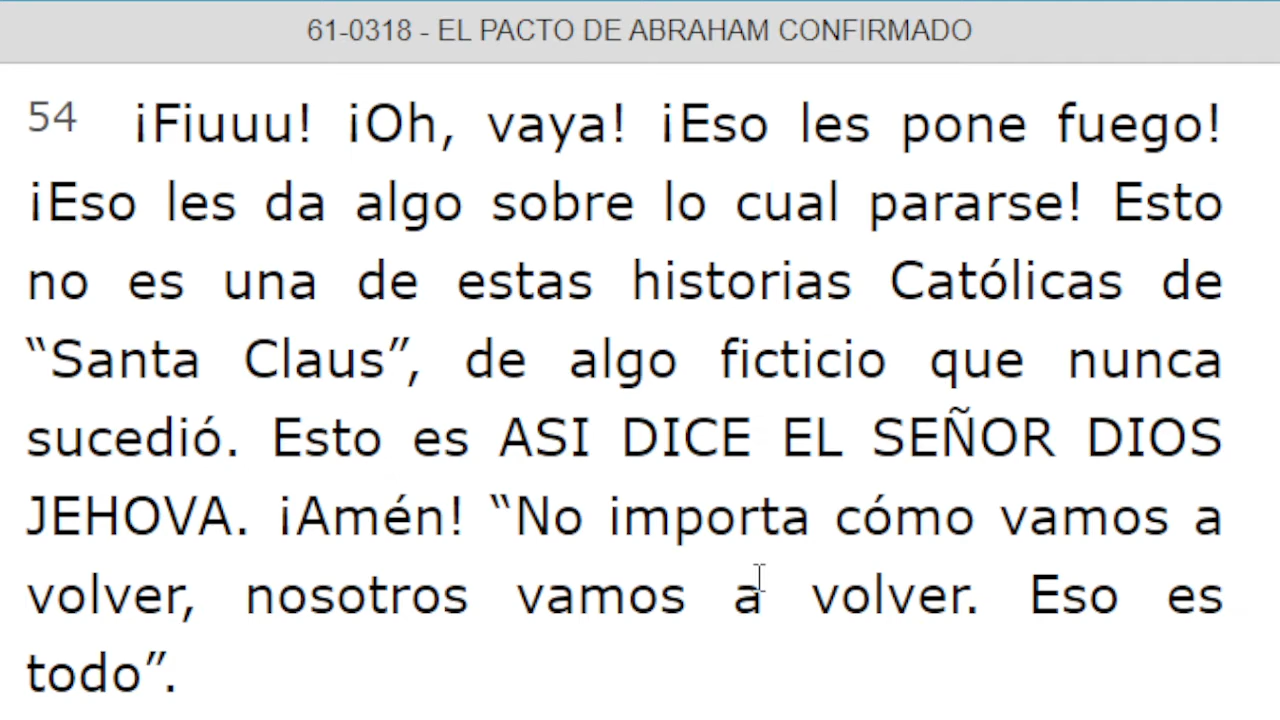 61-0318 - EL PACTO DE ABRAHAM CONFIRMADO
54 ¡Fiuuu! ¡Oh, vaya! ¡Eso les pone fuego!
¡Eso les da algo sobre lo cual pararse! Esto
no es una de estas historias Católicas de
“Santa Claus”, de algo ficticio que nunca
sucedió. Esto es ASI DICE EL SEÑOR DIOS
JEHOVA. ¡Amén! “No importa cómo vamos a
volver, nosotros vamos a volver. Eso es
todo”.